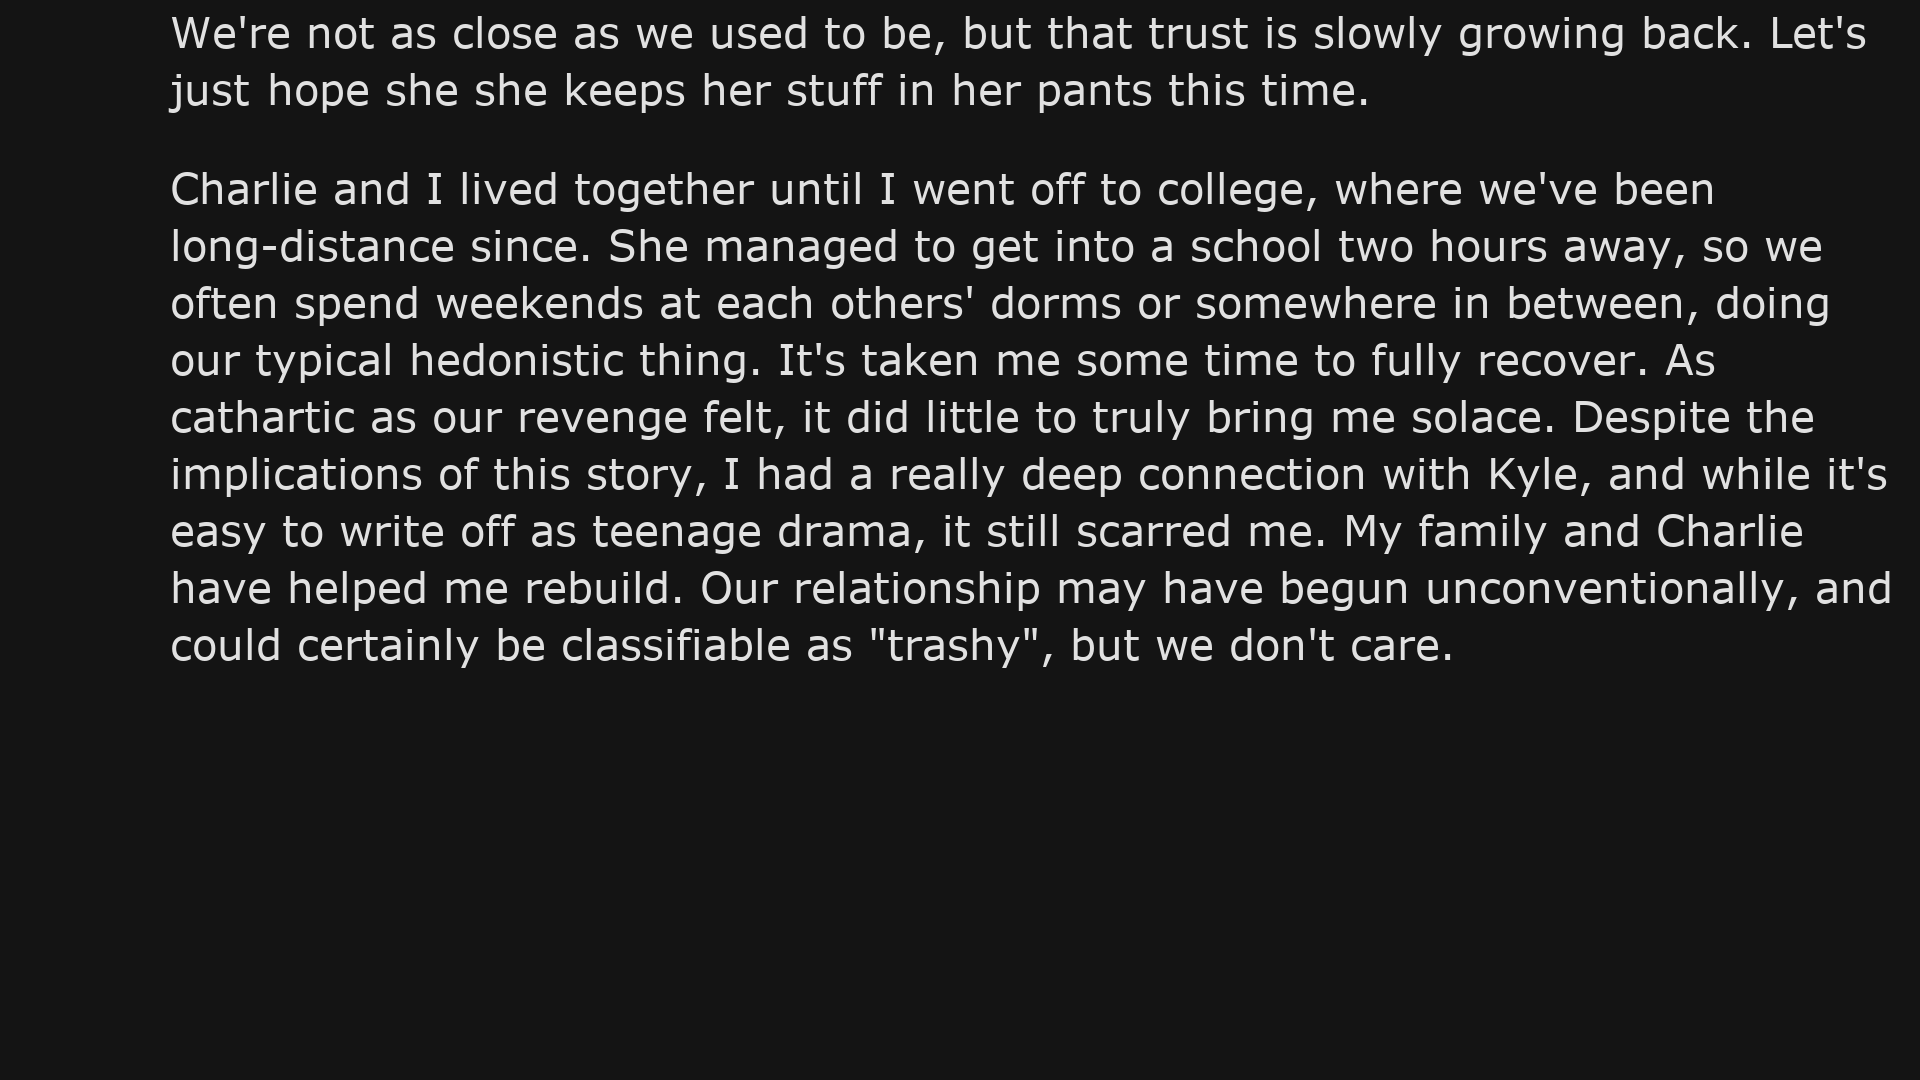 We're not as close as we used to be, but that trust is slowly growing back. Let's
just hope she she keeps her stuff in her pants this time.
Charlie and I lived together until I went off to college, where we've been
long-distance since. She managed to get into a school two hours away, so we
often spend weekends at each others' dorms or somewhere in between, doing
our typical hedonistic thing. It's taken me some time to fully recover. As
cathartic as our revenge felt, it did little to truly bring me solace. Despite the
implications of this story, I had a really deep connection with Kyle, and while it's
easy to write off as teenage drama, it still scarred me. My family and Charlie
have helped me rebuild. Our relationship may have begun unconventionally, and
could certainly be classifiable as "trashy", but we don't care.